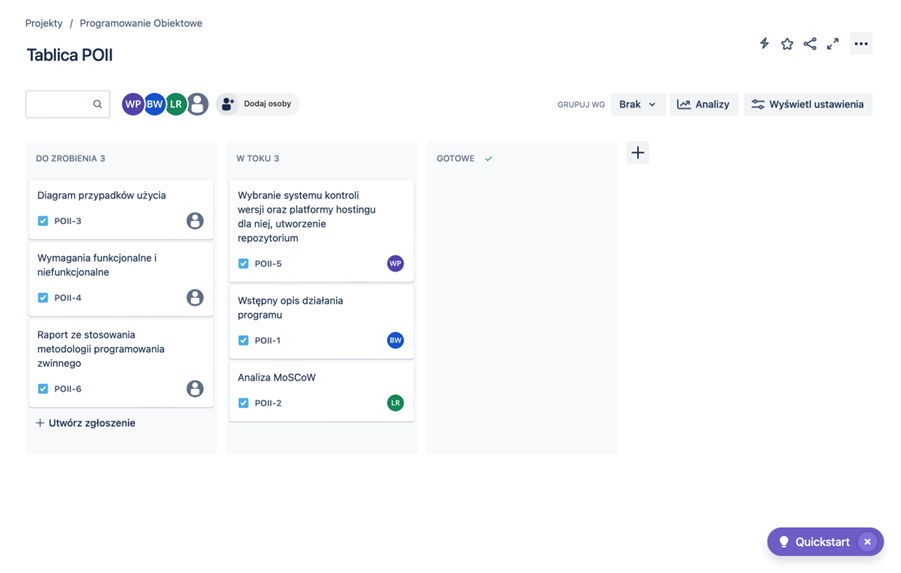 Projekty / Programowanie Obiektowe
Tablica POII
WP BW LR Dodaj osoby
GRUPUJ WG Brak Analizy Wyświetl ustawienia
DO ZROBIENIA 3
Diagram przypadków użycia
POII-3
Wymagania funkcjonalne i
niefunkcjonalne
POII-4
Raport ze stosowania
metodologii programowania
zwinnego
POII-6
+ Utwórz zgłoszenie
W TOKU 3
Wybranie systemu kontroli
wersji oraz platformy hostingu
dla niej, utworzenie
repozytorium
POII-5 WP
Wstępny opis działania
programu
POII-1 BW
Analiza MoSCoW
POII-2 LR
GOTOWE
Quickstart